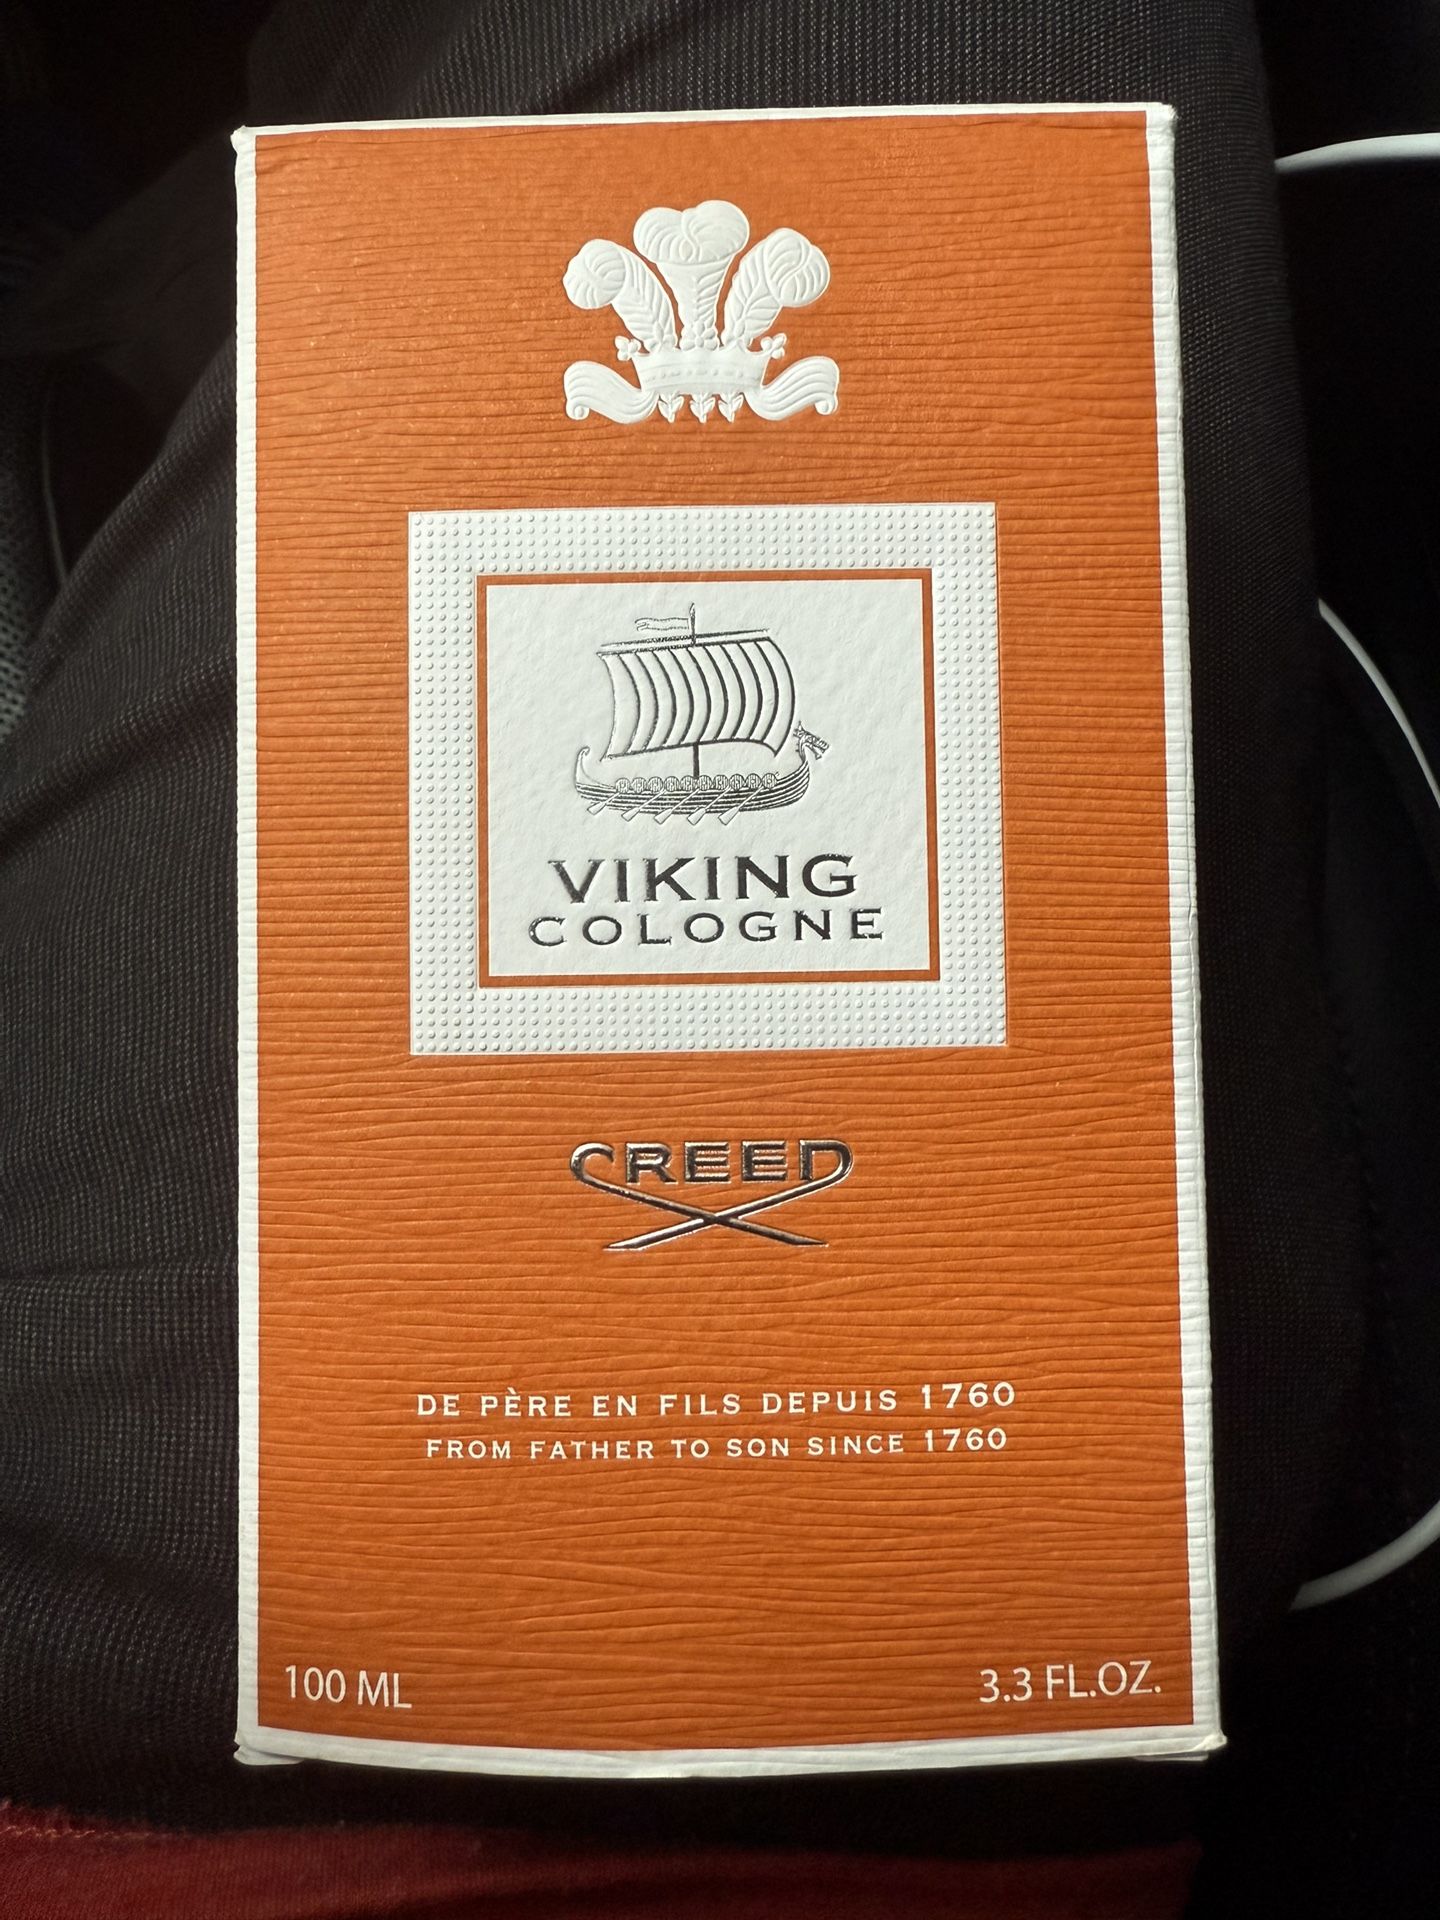 VIKING
COLOGNE
CREED
DE PÈRE EN FILS DEPUIS 1760
FROM FATHER TO SON SINCE 1760
100 ML
3.3 FL.OZ.